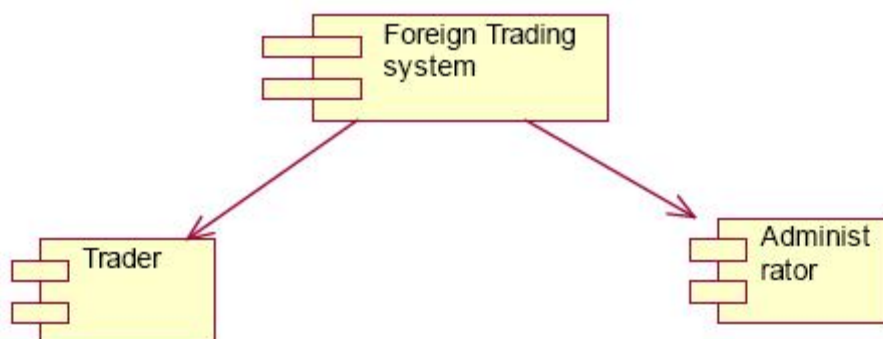 Foreign Trading
system
Trader
Administ
rator